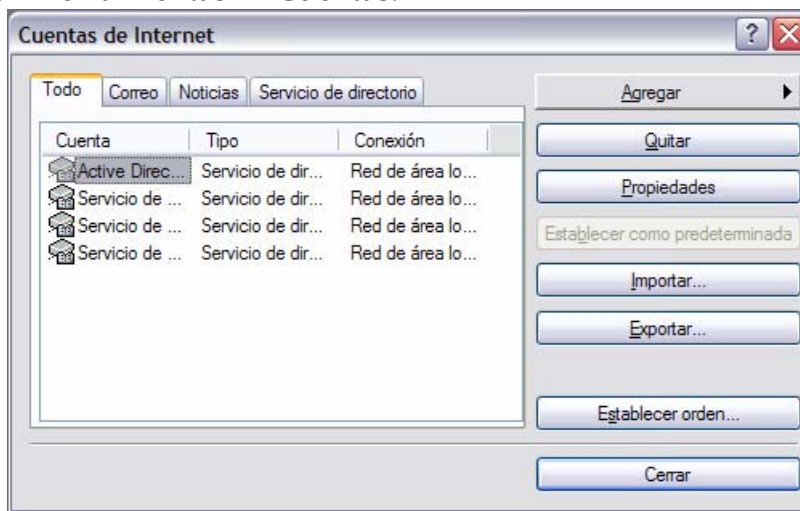 Cuentas de Internet
Todo Correo Noticias Servicio de directorio
Agregar
Cuenta Tipo Conexión
Quitar
Active Direc... Servicio de dir... Red de área lo...
Propiedades
Servicio de ... Servicio de dir... Red de área lo...
Servicio de ... Servicio de dir... Red de área lo...
Establecer como predeterminada
Servicio de ... Servicio de dir... Red de área lo...
Importar...
Exportar...
Establecer orden...
Cerrar